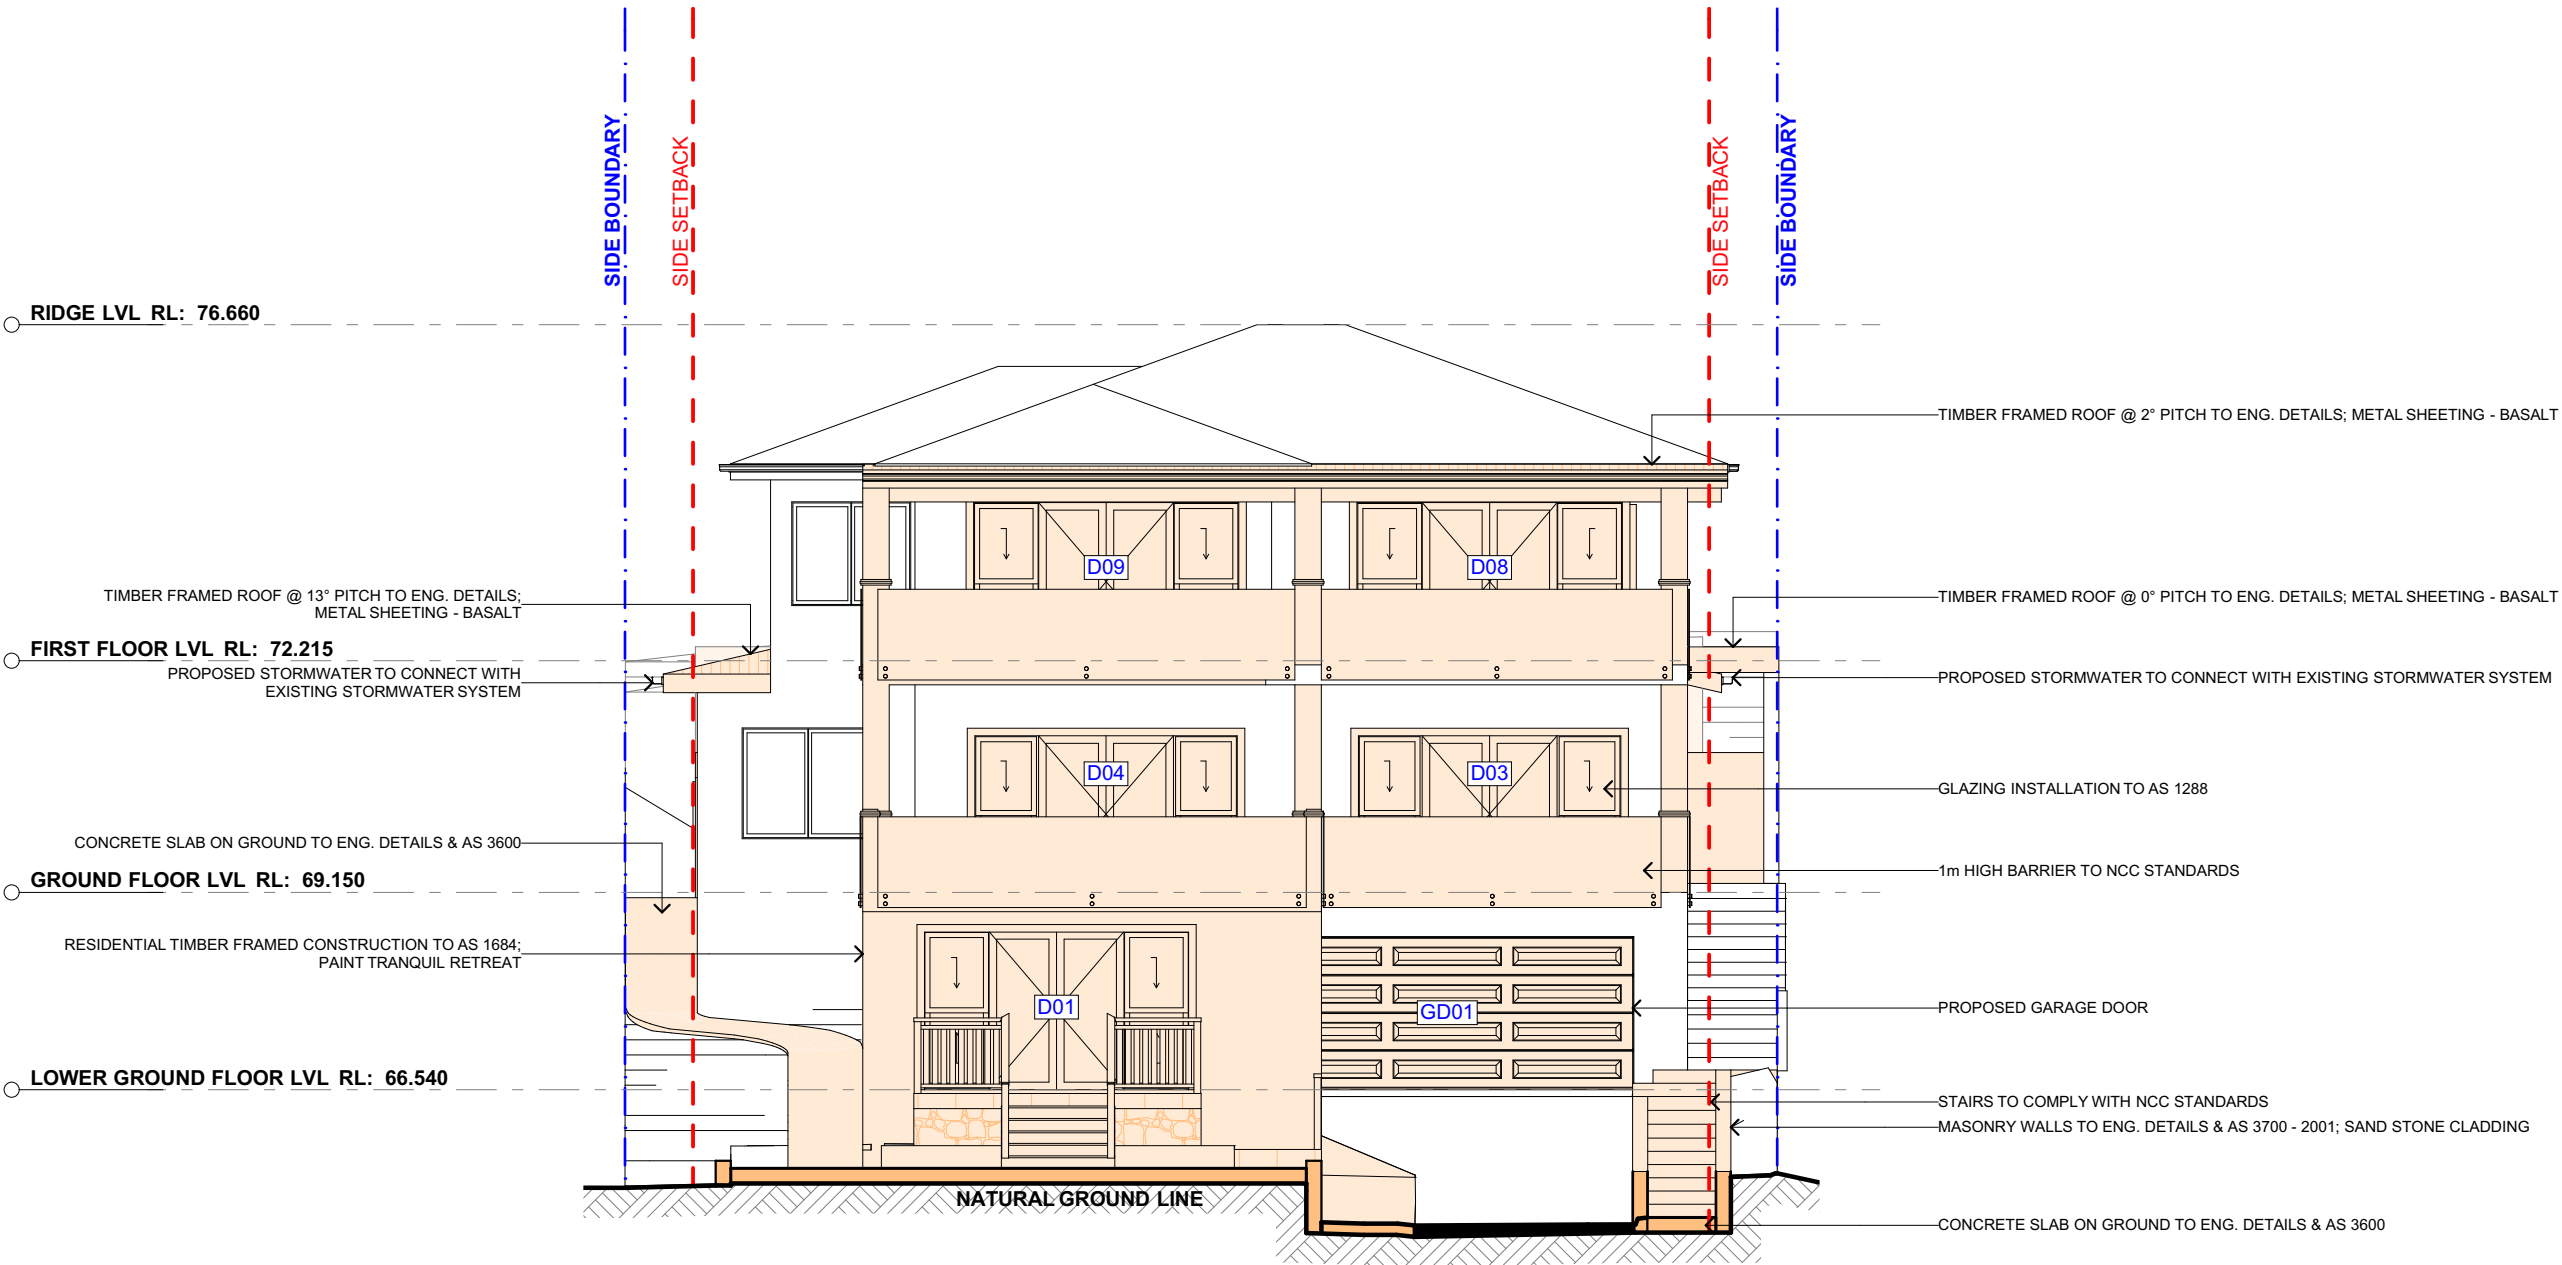 SIDE BOUNDARY
SIDE SETBACK
SIDE SETBACK
SIDE BOUNDARY
RIDGE LVL RL: 76.660
TIMBER FRAMED ROOF @ 2° PITCH TO ENG. DETAILS; METAL SHEETING - BASALT
D09
D08
TIMBER FRAMED ROOF @ 13° PITCH TO ENG. DETAILS;
METAL SHEETING - BASALT
TIMBER FRAMED ROOF @ 0° PITCH TO ENG. DETAILS; METAL SHEETING - BASALT
FIRST FLOOR LVL RL: 72.215
PROPOSED STORMWATER TO CONNECT WITH
EXISTING STORMWATER SYSTEM
PROPOSED STORMWATER TO CONNECT WITH EXISTING STORMWATER SYSTEM
D04
D03
GLAZING INSTALLATION TO AS 1288
CONCRETE SLAB ON GROUND TO ENG. DETAILS & AS 3600
1m HIGH BARRIER TO NCC STANDARDS
GROUND FLOOR LVL RL: 69.150
RESIDENTIAL TIMBER FRAMED CONSTRUCTION TO AS 1684;
PAINT TRANQUIL RETREAT
D01
GD01
PROPOSED GARAGE DOOR
LOWER GROUND FLOOR LVL RL: 66.540
STAIRS TO COMPLY WITH NCC STANDARDS
MASONRY WALLS TO ENG. DETAILS & AS 3700 - 2001; SAND STONE CLADDING
NATURAL GROUND LINE
CONCRETE SLAB ON GROUND TO ENG. DETAILS & AS 3600